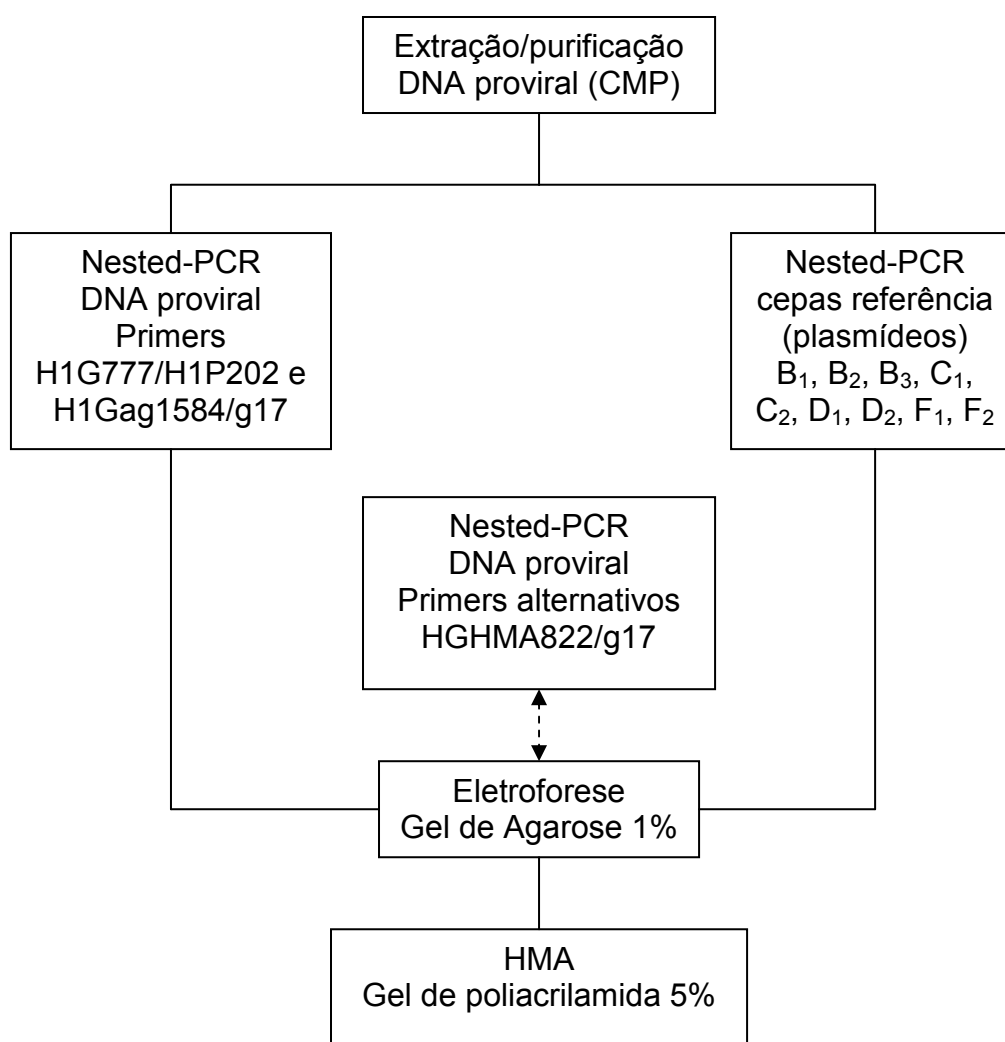 Extração/purificação
DNA proviral (CMP)
Nested-PCR
DNA proviral
Primers
H1G777/H1P202 e
H1Gag1584/g17
Nested-PCR
cepas referência
(plasmídeos)
B₁, B₂, B₃, C₁,
C₂, D₁, D₂, F₁, F₂
Nested-PCR
DNA proviral
Primers alternativos
HGHMA822/g17
Eletroforese
Gel de Agarose 1%
HMA
Gel de poliacrilamida 5%